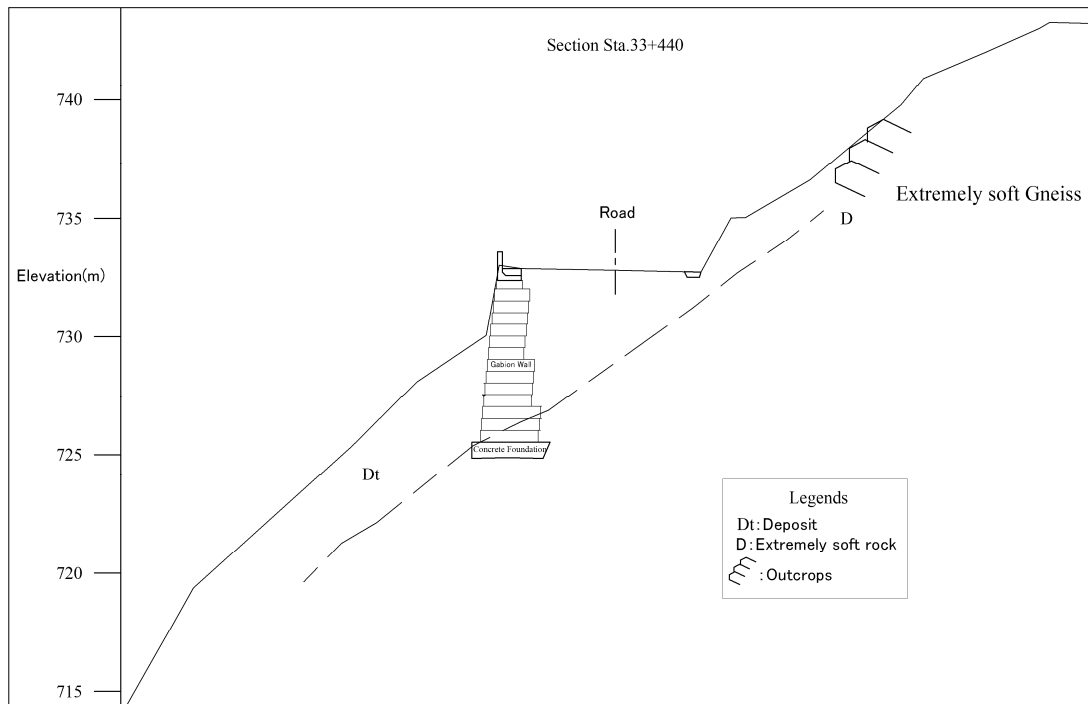 Section Sta.33+440
740
Extremely soft Gneiss
735
Road
D
Elevation(m)
730
Gabion Wall
725
Concrete Foundation
Dt
Legends
Dt:Deposit
D:Extremely soft rock
:Outcrops
720
715